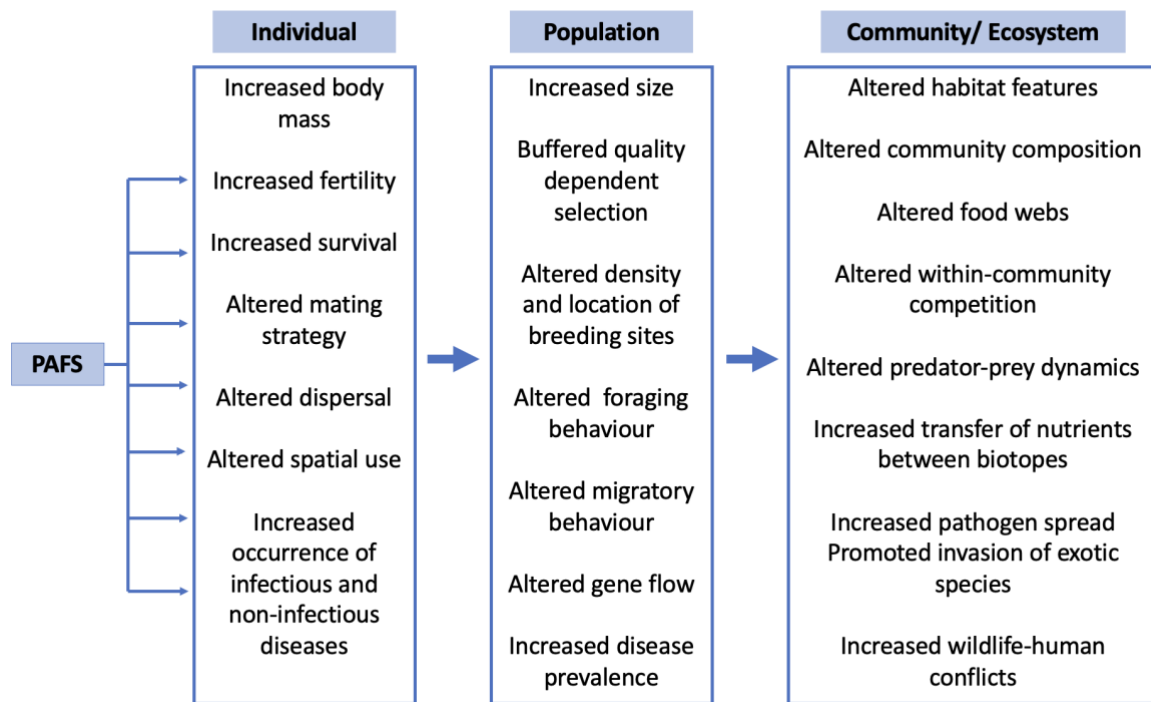 Individual
Increased body
mass
Increased fertility
Increased survival
Altered mating
strategy
PAFS
Altered dispersal
Altered spatial use
Increased
occurrence of
infectious and
non-infectious
diseases
Population
Increased size
Buffered quality
dependent
selection
Altered density
and location of
breeding sites
Altered foraging
behaviour
Altered migratory
behaviour
Altered gene flow
Increased disease
prevalence
Community/ Ecosystem
Altered habitat features
Altered community composition
Altered food webs
Altered within-community
competition
Altered predator-prey dynamics
Increased transfer of nutrients
between biotopes
Increased pathogen spread
Promoted invasion of exotic
species
Increased wildlife-human
conflicts